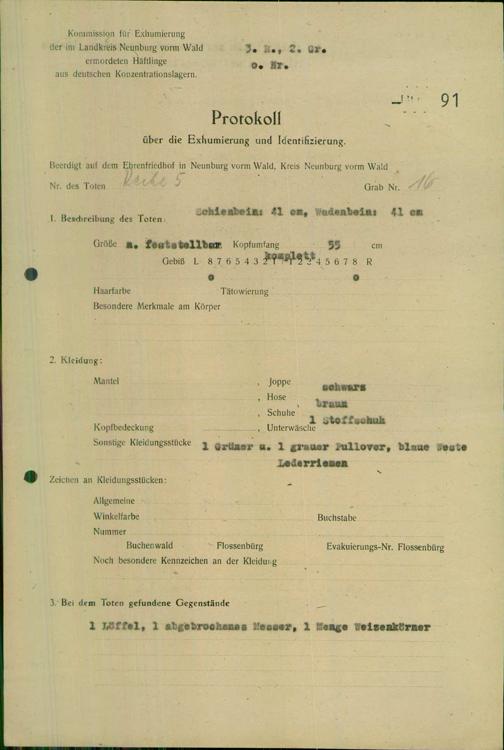 Kommission für Exhumierung
der im Landkreis Neunburg vorm Wald
ermordeten Häftlinge
aus deutschen Konzentrationslagern.
3. R., 2. Gr.
o. Nr.
91
Protokoll
über die Exhumierung und Identifizierung.
Beerdigt auf dem Ehrenfriedhof in Neunburg vorm Wald, Kreis Neunburg vorm Wald
Nr. des Toten Reihe 5 Grab Nr. 16
Schienbein: 41 cm, Wadenbein: 41 cm
1. Beschreibung des Toten:
Größe n. feststellbar Kopfumfang 55 cm
komplett
Gebiß L 8 7 6 5 4 3 2 1 1 2 3 4 5 6 7 8 R
o o
Haarfarbe Tätowierung
Besondere Merkmale am Körper
2. Kleidung:
Mantel , Joppe schwarz
, Hose braun
, Schuhe 1 Stoffschuh
Kopfbedeckung , Unterwäsche
Sonstige Kleidungsstücke 1 Grüner u. 1 grauer Pullover, blaue Weste
Lederriemen
Zeichen an Kleidungsstücken:
Allgemeine
Winkelfarbe Buchstabe
Nummer
Buchenwald Flossenbürg Evakuierungs-Nr. Flossenbürg
Noch besondere Kennzeichen an der Kleidung
3. Bei dem Toten gefundene Gegenstände
1 Löffel, 1 abgebrochenes Messer, 1 Menge Weizenkörner